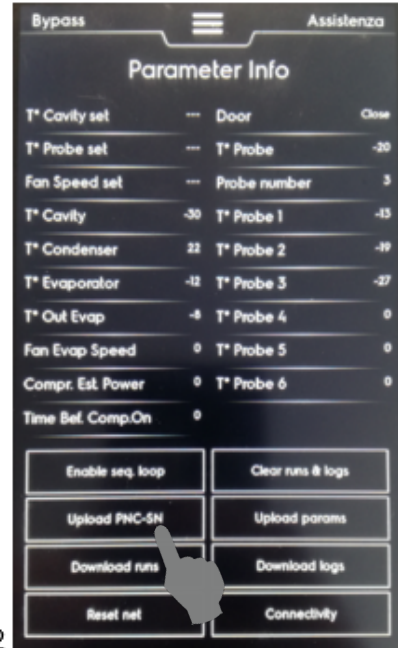 Bypass Assistenza
Parameter Info
T° Cavity set --- Door Close
T° Probe set --- T° Probe -20
Fan Speed set --- Probe number 3
T° Cavity -30 T° Probe 1 -13
T° Condenser 22 T° Probe 2 -19
T° Evaporator -12 T° Probe 3 -27
T° Out Evap -8 T° Probe 4 0
Fan Evap Speed 0 T° Probe 5 0
Compr. Est. Power 0 T° Probe 6 0
Time Bef. Comp.On 0
Enable seq. loop Clear runs & logs
Upload PNC-SN Upload params
Download runs Download logs
Reset net Connectivity